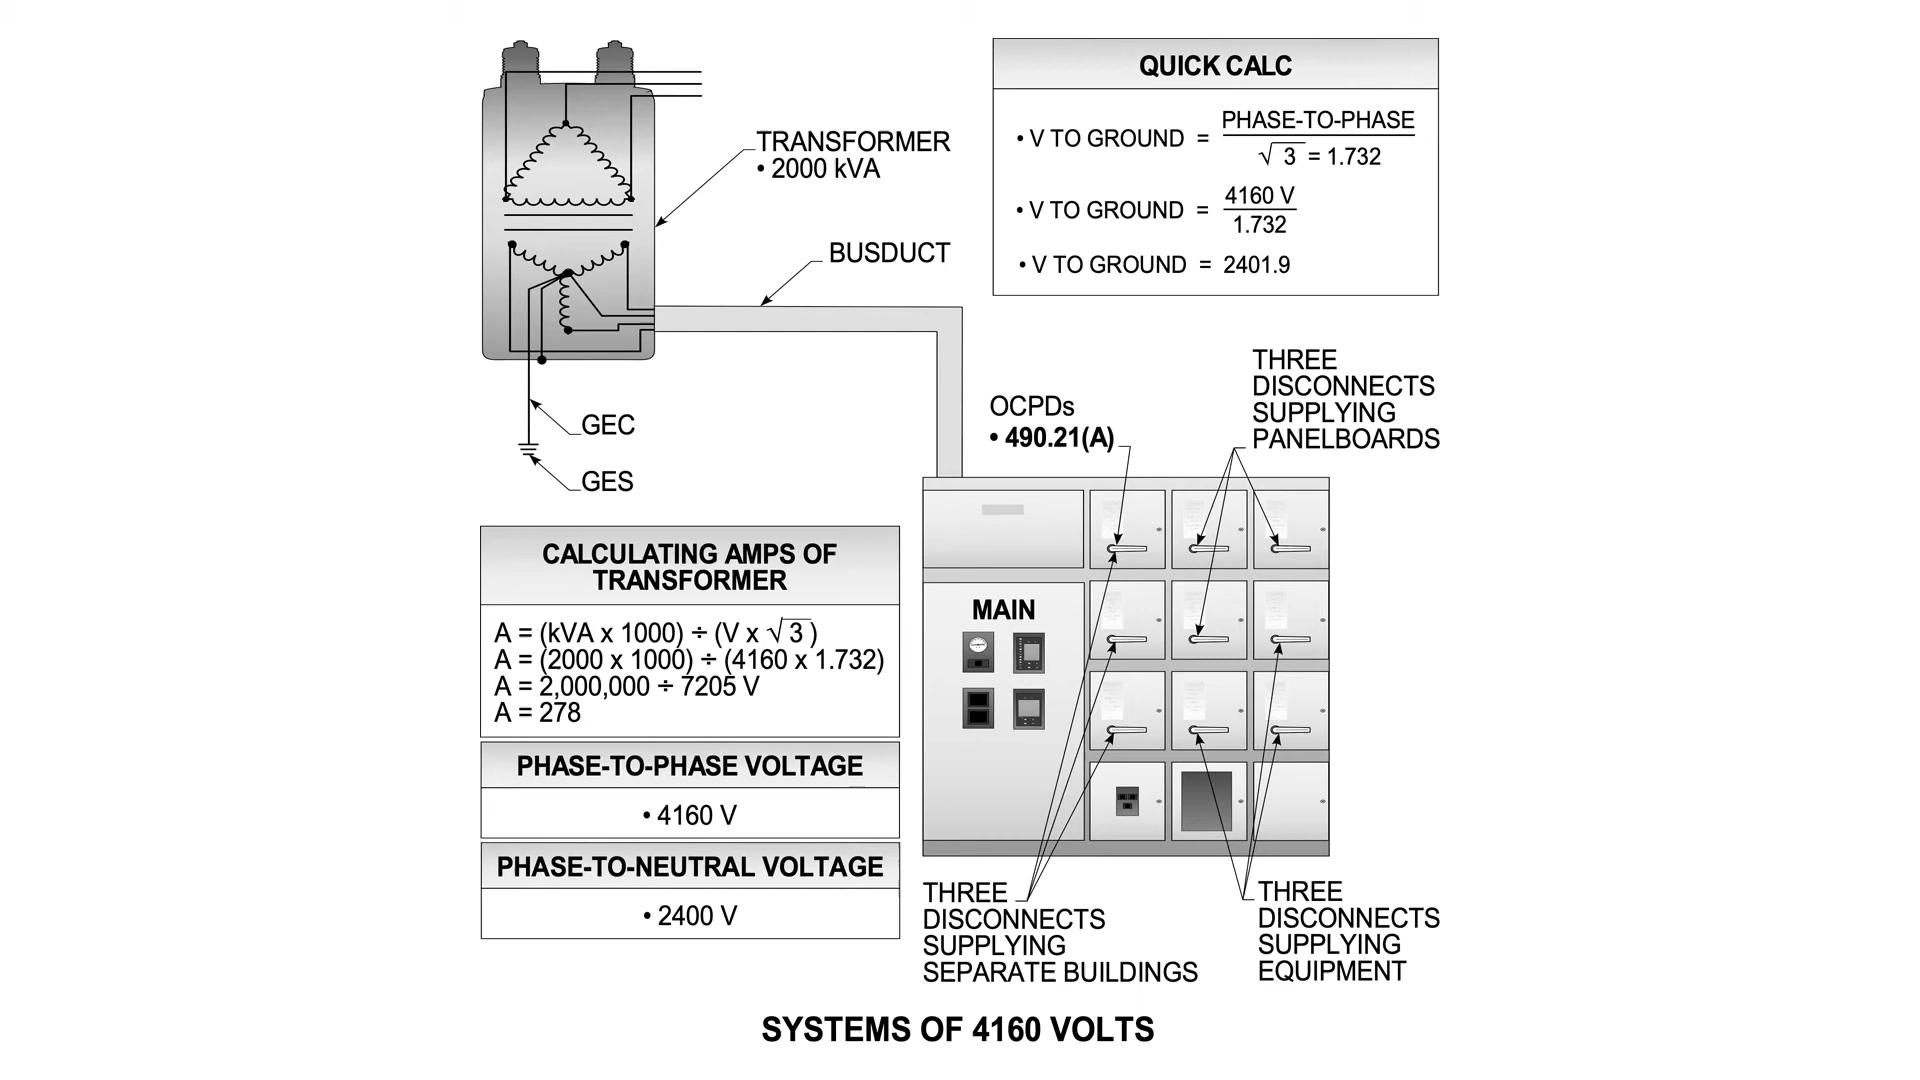 TRANSFORMER
• 2000 kVA
BUSDUCT
GEC
GES
QUICK CALC
• V TO GROUND = PHASE-TO-PHASE
√3 = 1.732
• V TO GROUND = 4160 V
1.732
• V TO GROUND = 2401.9
OCPDs
• 490.21(A)
THREE
DISCONNECTS
SUPPLYING
PANELBOARDS
CALCULATING AMPS OF
TRANSFORMER
A = (kVA x 1000) ÷ (V x √3)
A = (2000 x 1000) ÷ (4160 x 1.732)
A = 2,000,000 ÷ 7205 V
A = 278
PHASE-TO-PHASE VOLTAGE
• 4160 V
PHASE-TO-NEUTRAL VOLTAGE
• 2400 V
MAIN
THREE
DISCONNECTS
SUPPLYING
SEPARATE BUILDINGS
THREE
DISCONNECTS
SUPPLYING
EQUIPMENT
SYSTEMS OF 4160 VOLTS